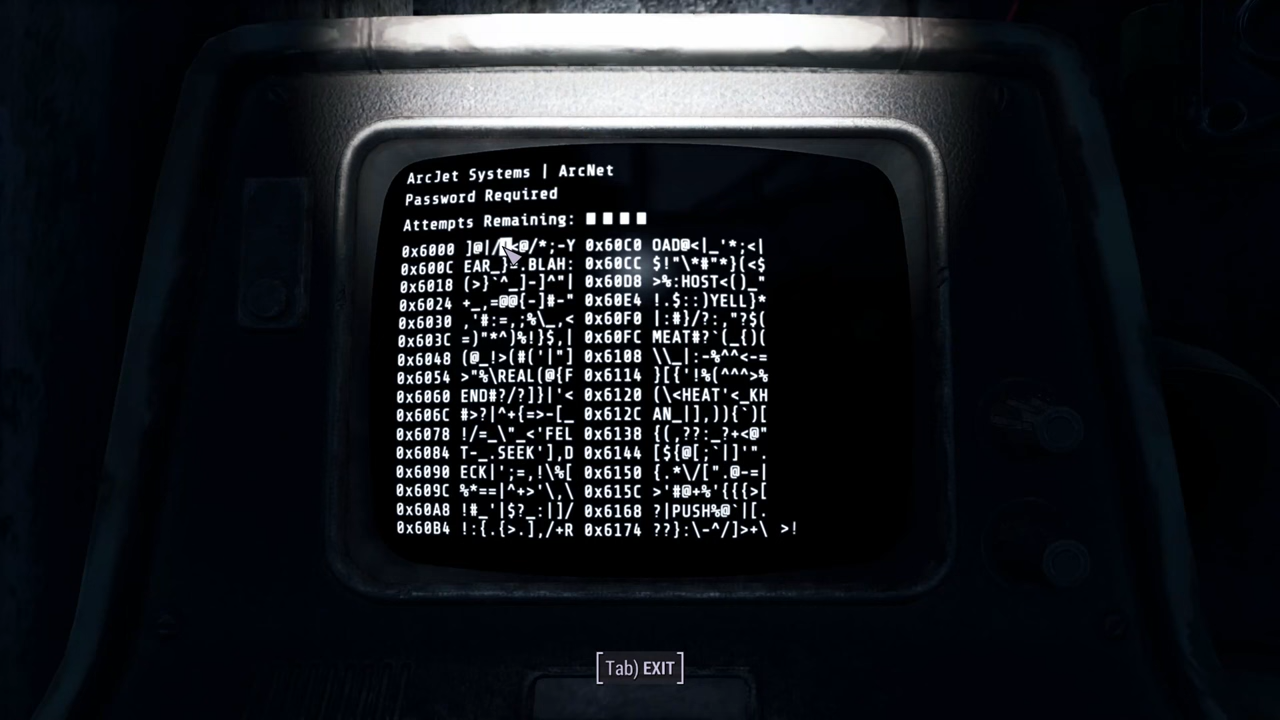 ArcJet Systems | ArcNet
Password Required
Attempts Remaining:
0x6000 ]@|/ <@/*;-Y 0x60C0 OAD@<|_'*;<|
0x600C EAR_}=.BLAH: 0x60CC $!"\*#"*}(<$
0x6018 (>}`^_]-]^"| 0x60D8 >%:HOST<()_"
0x6024 +_,=@@{-]#-" 0x60E4 !.$::)YELL}*
0x6030 ,'#:=,;%\_,< 0x60F0 |:#}/?:,"?$(
0x603C =)"*^)%!}$,| 0x60FC MEAT#?`(_{)(
0x6048 (@_!>(#('|"] 0x6108 \\_|:-%^^<-=
0x6054 >"%\REAL(@{F 0x6114 }[{'!%(^^^>%
0x6060 END#?/?]}|'< 0x6120 (\<HEAT'<_KH
0x606C #>?|^+{=>-[_ 0x612C AN_|],)){`)[
0x6078 !/=_\"_<'FEL 0x6138 {(,??:_?+<@"
0x6084 T-_.SEEK'],D 0x6144 [${@[;`|]'".
0x6090 ECK|';=,!\%[ 0x6150 {.*\/[".@-=|
0x609C %*==|^+>'\,\ 0x615C >'#@+%'{{{>[
0x60A8 !#_'|$?_:|]/ 0x6168 ?|PUSH%@`|[.
0x60B4 !:{.{>.],/+R 0x6174 ??}:\-^/]>+\ >!
[Tab) EXIT]